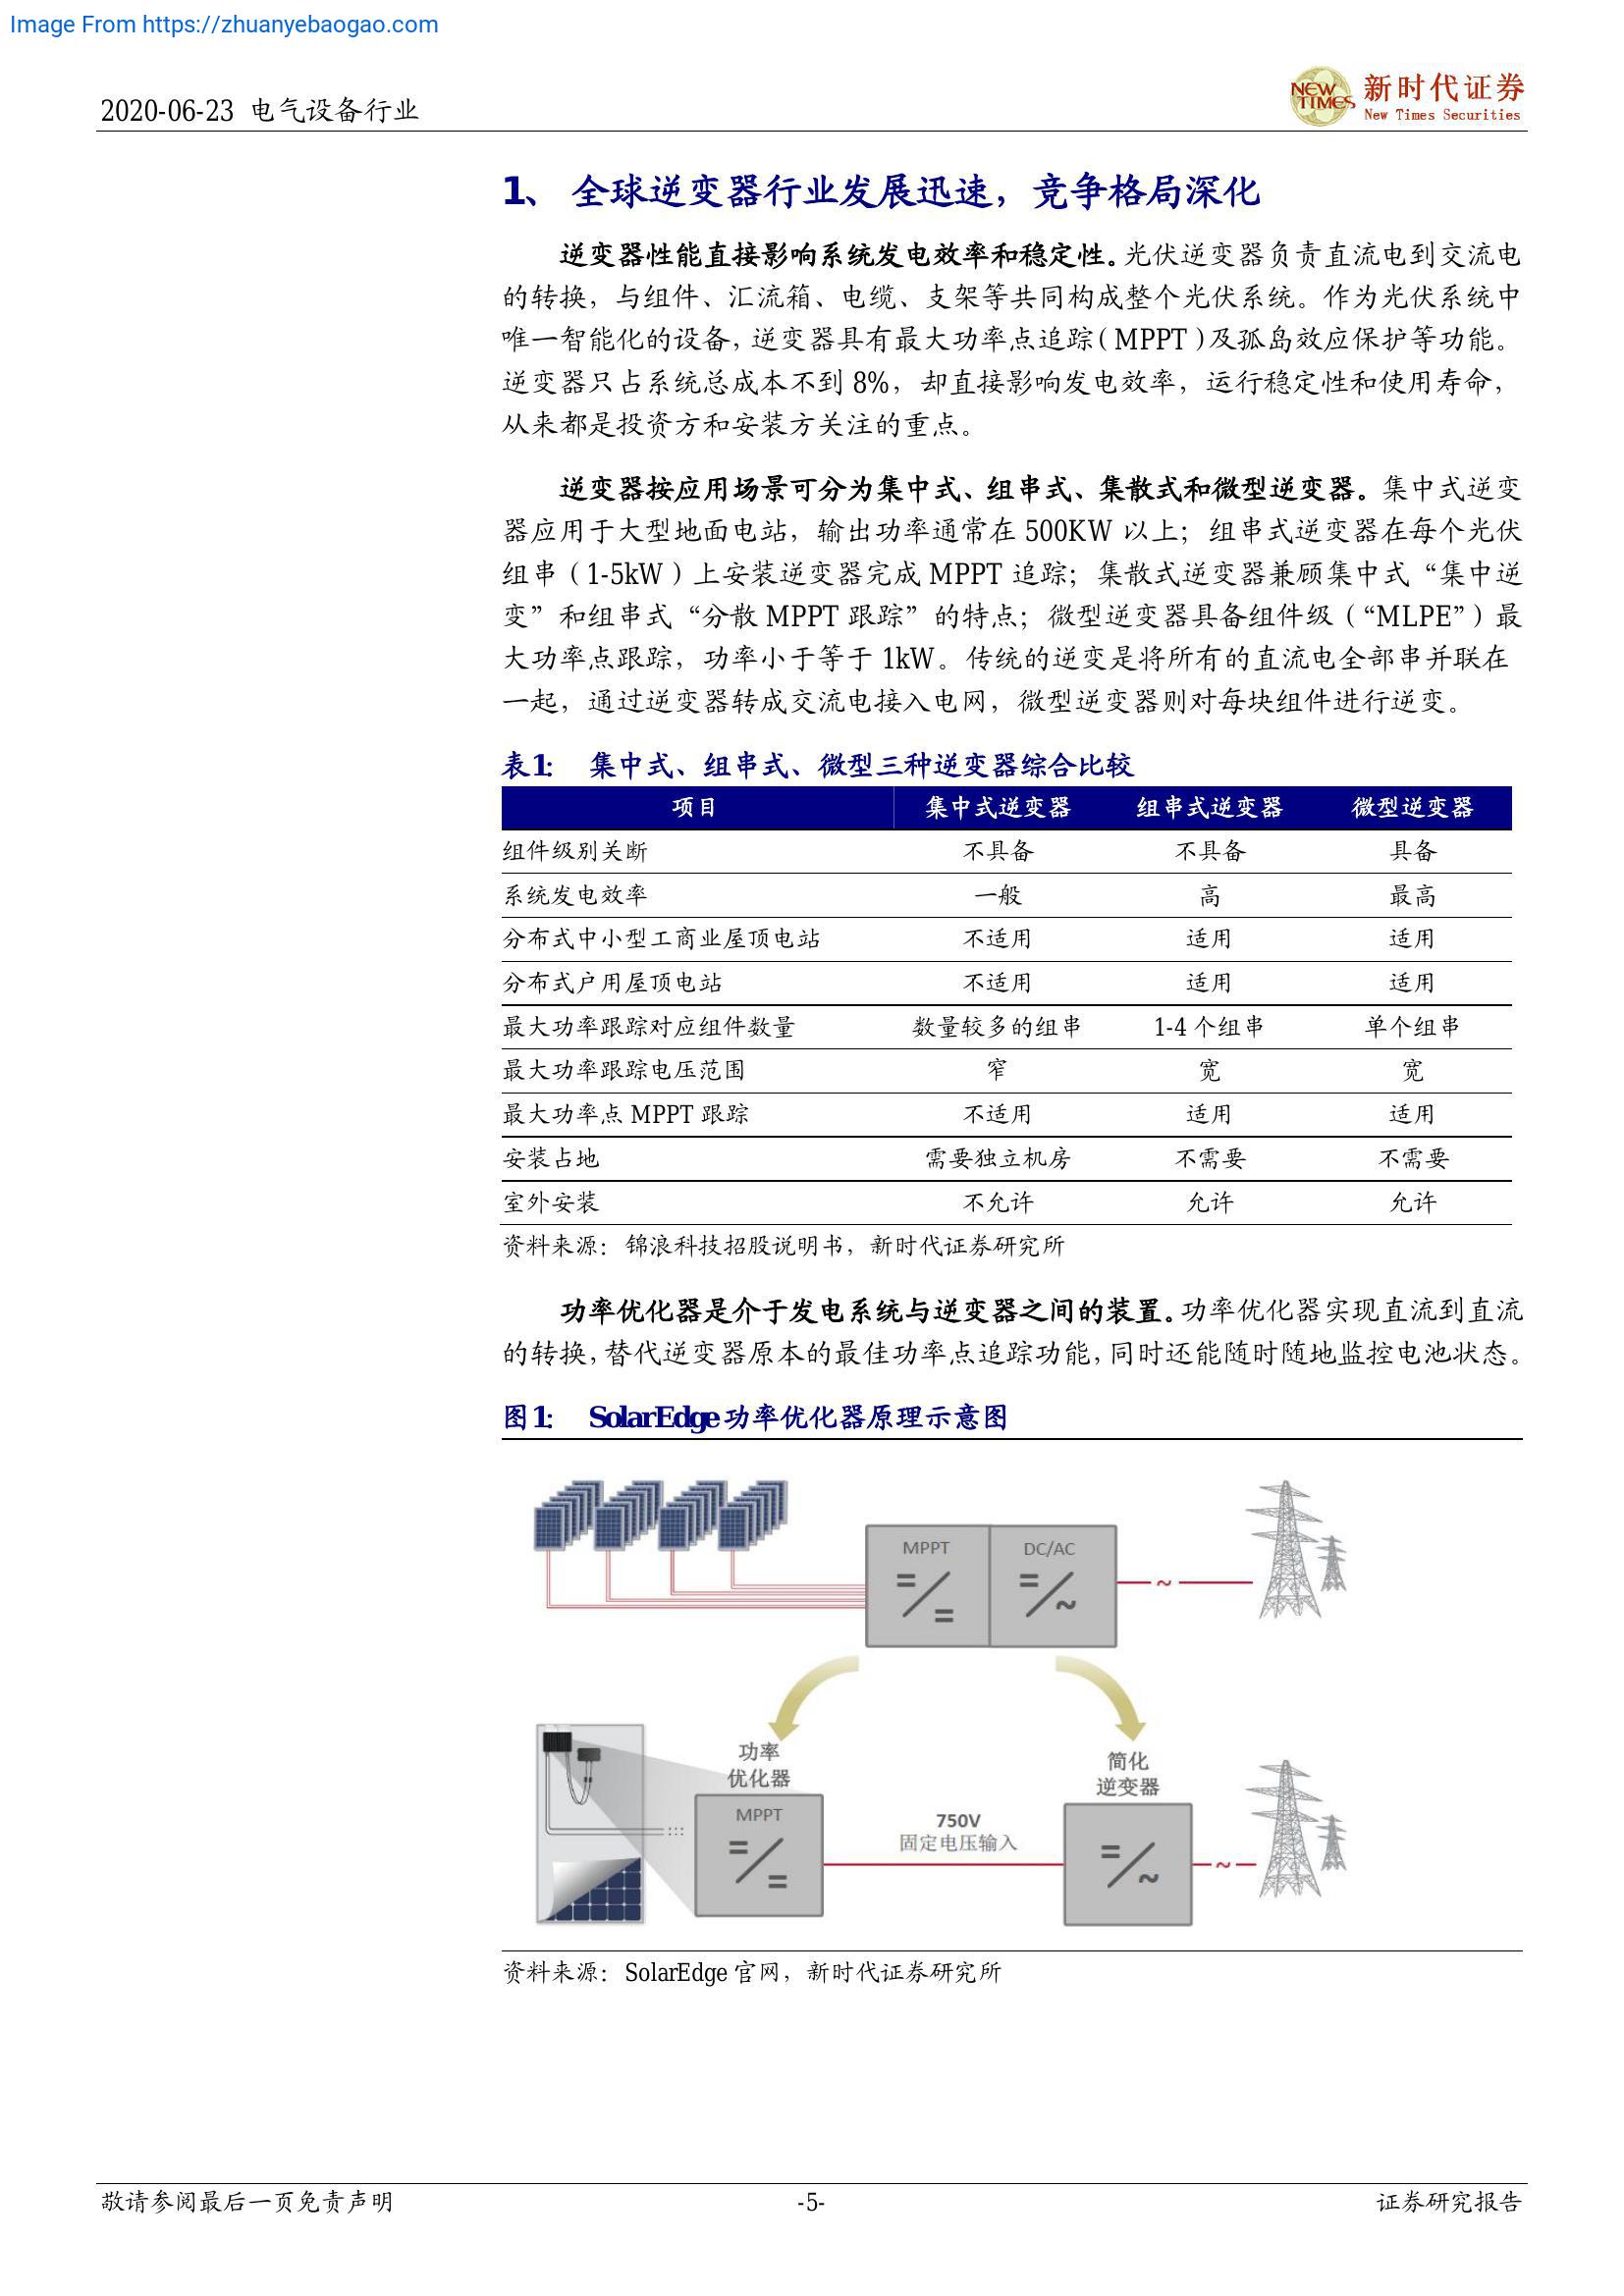 Image From https://zhuanyebaogao.com
2020-06-23 电气设备行业
NEW TIMES
新时代证券
New Times Securities
1、 全球逆变器行业发展迅速，竞争格局深化
逆变器性能直接影响系统发电效率和稳定性。光伏逆变器负责直流电到交流电
的转换，与组件、汇流箱、电缆、支架等共同构成整个光伏系统。作为光伏系统中
唯一智能化的设备，逆变器具有最大功率点追踪（MPPT）及孤岛效应保护等功能。
逆变器只占系统总成本不到 8%，却直接影响发电效率，运行稳定性和使用寿命，
从来都是投资方和安装方关注的重点。
逆变器按应用场景可分为集中式、组串式、集散式和微型逆变器。集中式逆变
器应用于大型地面电站，输出功率通常在 500KW 以上；组串式逆变器在每个光伏
组串（1-5kW）上安装逆变器完成 MPPT 追踪；集散式逆变器兼顾集中式“集中逆
变”和组串式“分散 MPPT 跟踪”的特点；微型逆变器具备组件级（“MLPE”）最
大功率点跟踪，功率小于等于 1kW。传统的逆变是将所有的直流电全部串并联在
一起，通过逆变器转成交流电接入电网，微型逆变器则对每块组件进行逆变。
表1： 集中式、组串式、微型三种逆变器综合比较
项目 集中式逆变器 组串式逆变器 微型逆变器
组件级别关断 不具备 不具备 具备
系统发电效率 一般 高 最高
分布式中小型工商业屋顶电站 不适用 适用 适用
分布式户用屋顶电站 不适用 适用 适用
最大功率跟踪对应组件数量 数量较多的组串 1-4 个组串 单个组串
最大功率跟踪电压范围 窄 宽 宽
最大功率点 MPPT 跟踪 不适用 适用 适用
安装占地 需要独立机房 不需要 不需要
室外安装 不允许 允许 允许
资料来源：锦浪科技招股说明书，新时代证券研究所
功率优化器是介于发电系统与逆变器之间的装置。功率优化器实现直流到直流
的转换，替代逆变器原本的最佳功率点追踪功能，同时还能随时随地监控电池状态。
图1： SolarEdge功率优化器原理示意图
MPPT DC/AC
= / = = / ~
~
功率
优化器
简化
逆变器
MPPT
= / =
750V
固定电压输入
= / ~
~
资料来源：SolarEdge 官网，新时代证券研究所
敬请参阅最后一页免责声明 -5- 证券研究报告